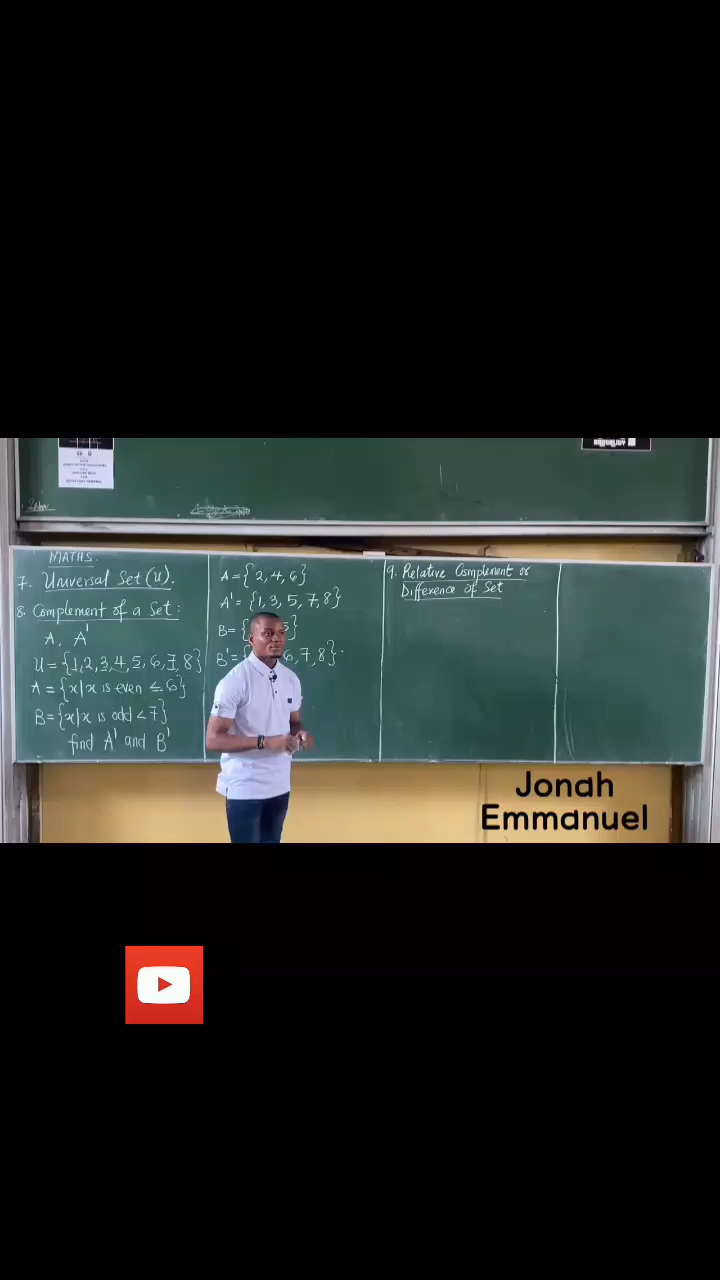 MATHS.
7. Universal Set (U).
8. Complement of a Set:
A, A'
U = {1,2,3,4,5,6,7,8}
A = {x/x is even ≤ 6}
B = {x/x is odd < 7}
find A' and B'
A = {2,4,6}
A' = {1,3,5,7,8}
B = { 5}
B' = { 6,7,8}.
9. Relative Complement or
Difference of Set
Jonah
Emmanuel